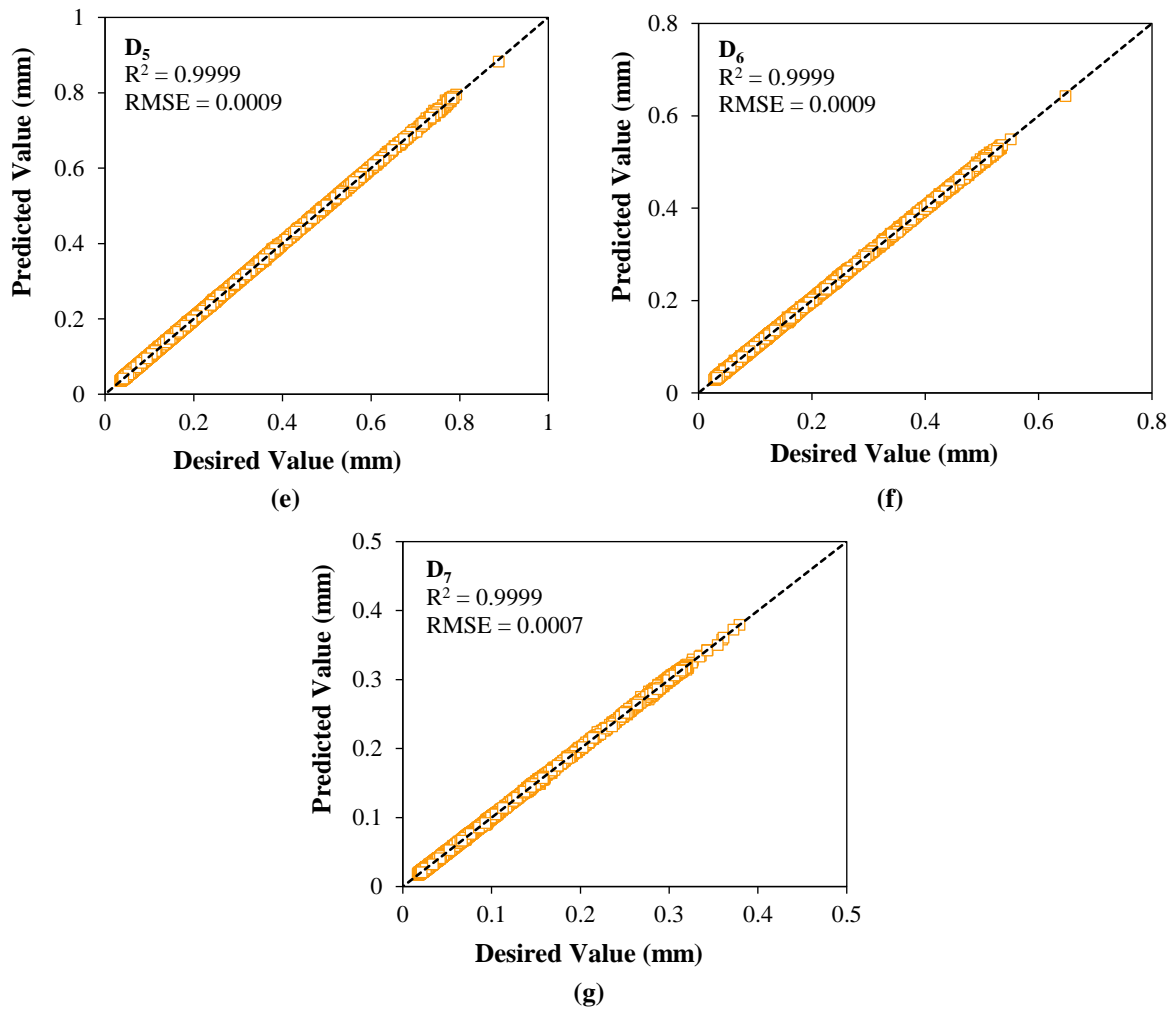 1
0.8
0.6
0.4
0.2
0
Predicted Value (mm)
D₅
R² = 0.9999
RMSE = 0.0009
0 0.2 0.4 0.6 0.8 1
Desired Value (mm)
(e)
0.8
0.6
0.4
0.2
0
Predicted Value (mm)
D₆
R² = 0.9999
RMSE = 0.0009
0 0.2 0.4 0.6 0.8
Desired Value (mm)
(f)
0.5
0.4
0.3
0.2
0.1
0
Predicted Value (mm)
D₇
R² = 0.9999
RMSE = 0.0007
0 0.1 0.2 0.3 0.4 0.5
Desired Value (mm)
(g)